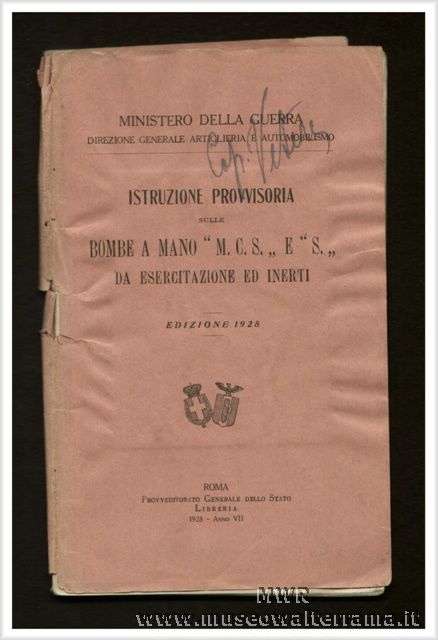 MINISTERO DELLA GUERRA
DIREZIONE GENERALE ARTIGLIERIA E AUTOMOBILISMO
Cap.
ISTRUZIONE PROVVISORIA
SULLE
BOMBE A MANO “ M. C. S. „ E “ S. „
DA ESERCITAZIONE ED INERTI
EDIZIONE 1928
ROMA
PROVVEDITORATO GENERALE DELLO STATO
LIBRERIA
1928 - ANNO VII
MWR
www.museowalterrama.it